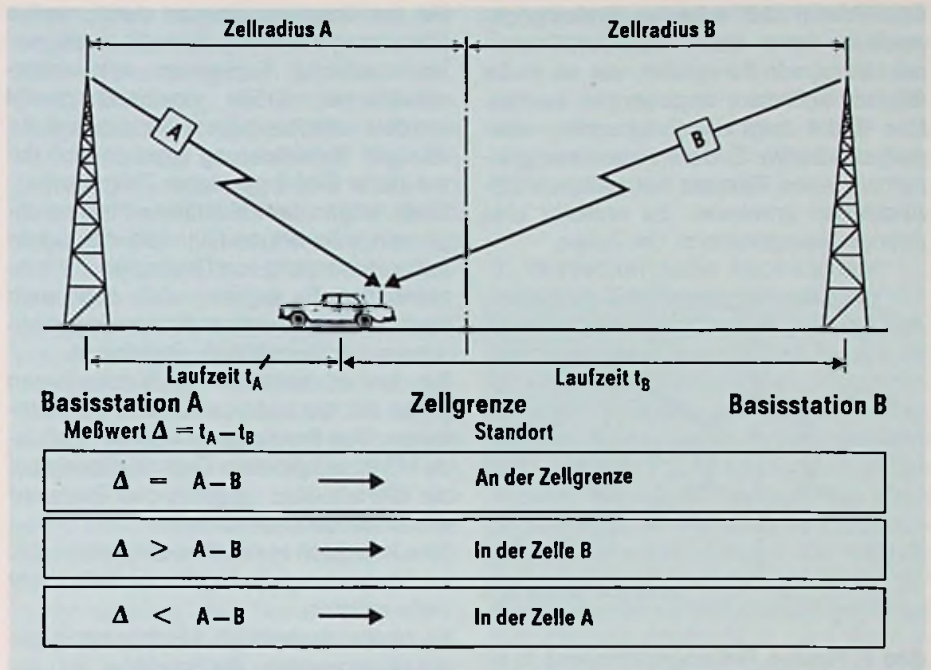 Zellradius A Zellradius B
A B
Laufzeit tA Laufzeit tB
Basisstation A Zellgrenze Basisstation B
Meßwert Δ = tA – tB Standort
Δ = A – B → An der Zellgrenze
Δ > A – B → In der Zelle B
Δ < A – B → In der Zelle A